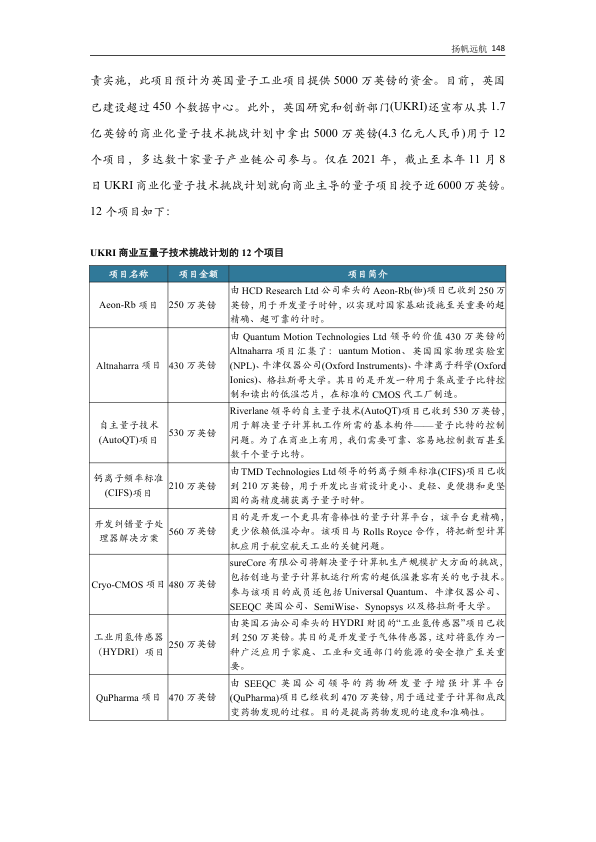 扬帆远航 148
责实施，此项目预计为英国量子工业项目提供 5000 万英镑的资金。目前，英国
已建设超过 450 个数据中心。此外，英国研究和创新部门(UKRI)还宣布从其 1.7
亿英镑的商业化量子技术挑战计划中拿出 5000 万英镑(4.3 亿元人民币)用于 12
个项目，多达数十家量子产业链公司参与。仅在 2021 年，截止至本年 11 月 8
日 UKRI 商业化量子技术挑战计划就向商业主导的量子项目授予近 6000 万英镑。
12 个项目如下：
UKRI 商业互量子技术挑战计划的 12 个项目
项目名称 项目金额 项目简介
Aeon-Rb 项目 250 万英镑
由 HCD Research Ltd 公司牵头的 Aeon-Rb(铷)项目已收到 250 万
英镑，用于开发量子时钟，以实现对国家基础设施至关重要的超
精确、超可靠的计时。
Altnaharra 项目 430 万英镑
由 Quantum Motion Technologies Ltd 领导的价值 430 万英镑的
Altnaharra 项目汇集了：uantum Motion、英国国家物理实验室
(NPL)、牛津仪器公司(Oxford Instruments)、牛津离子科学(Oxford
Ionics)、格拉斯哥大学。其目的是开发一种用于集成量子比特控
制和读出的低温芯片，在标准的 CMOS 代工厂制造。
自主量子技术
(AutoQT)项目
530 万英镑
Riverlane 领导的自主量子技术(AutoQT)项目已收到 530 万英镑，
用于解决量子计算机工作所需的基本构件——量子比特的控制
问题。为了在商业上有用，我们需要可靠、容易地控制数百甚至
数千个量子比特。
钙离子频率标准
(CIFS)项目
210 万英镑
由 TMD Technologies Ltd 领导的钙离子频率标准(CIFS)项目已收
到 210 万英镑，用于开发比当前设计更小、更轻、更便携和更坚
固的高精度捕获离子量子时钟。
开发纠错量子处
理器解决方案
560 万英镑
目的是开发一个更具有鲁棒性的量子计算平台，该平台更精确，
更少依赖低温冷却。该项目与 Rolls Royce 合作，将把新型计算
机应用于航空航天工业的关键问题。
Cryo-CMOS 项目 480 万英镑
sureCore 有限公司将解决量子计算机生产规模扩大方面的挑战，
包括创造与量子计算机运行所需的超低温兼容有关的电子技术。
参与该项目的成员还包括 Universal Quantum、牛津仪器公司、
SEEQC 英国公司、SemiWise、Synopsys 以及格拉斯哥大学。
工业用氢传感器
（HYDRI）项目
250 万英镑
由英国石油公司牵头的 HYDRI 财团的“工业氢传感器”项目已收
到 250 万英镑。其目的是开发量子气体传感器，这对将氢作为一
种广泛应用于家庭、工业和交通部门的能源的安全推广至关重
要。
QuPharma 项目 470 万英镑
由 SEEQC 英国公司领导的药物研发量子增强计算平台
(QuPharma)项目已经收到 470 万英镑，用于通过量子计算彻底改
变药物发现的过程。目的是提高药物发现的速度和准确性。